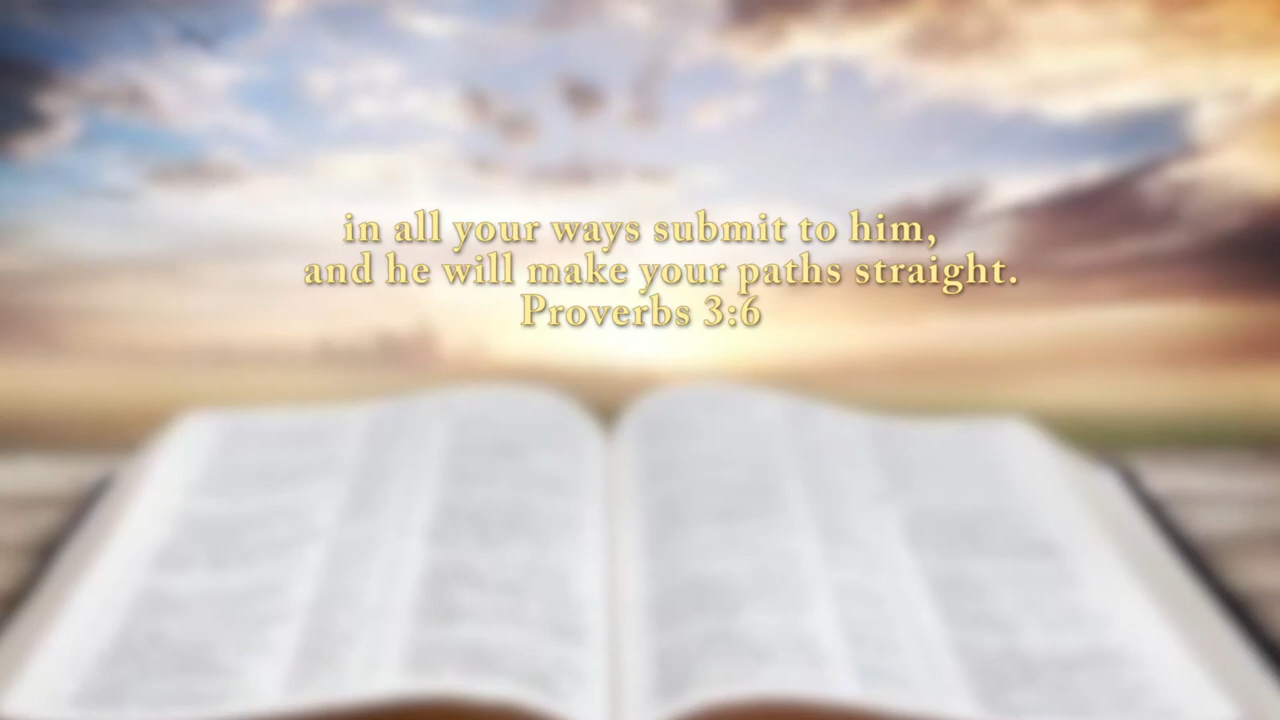 in all your ways submit to him,
and he will make your paths straight.
Proverbs 3:6